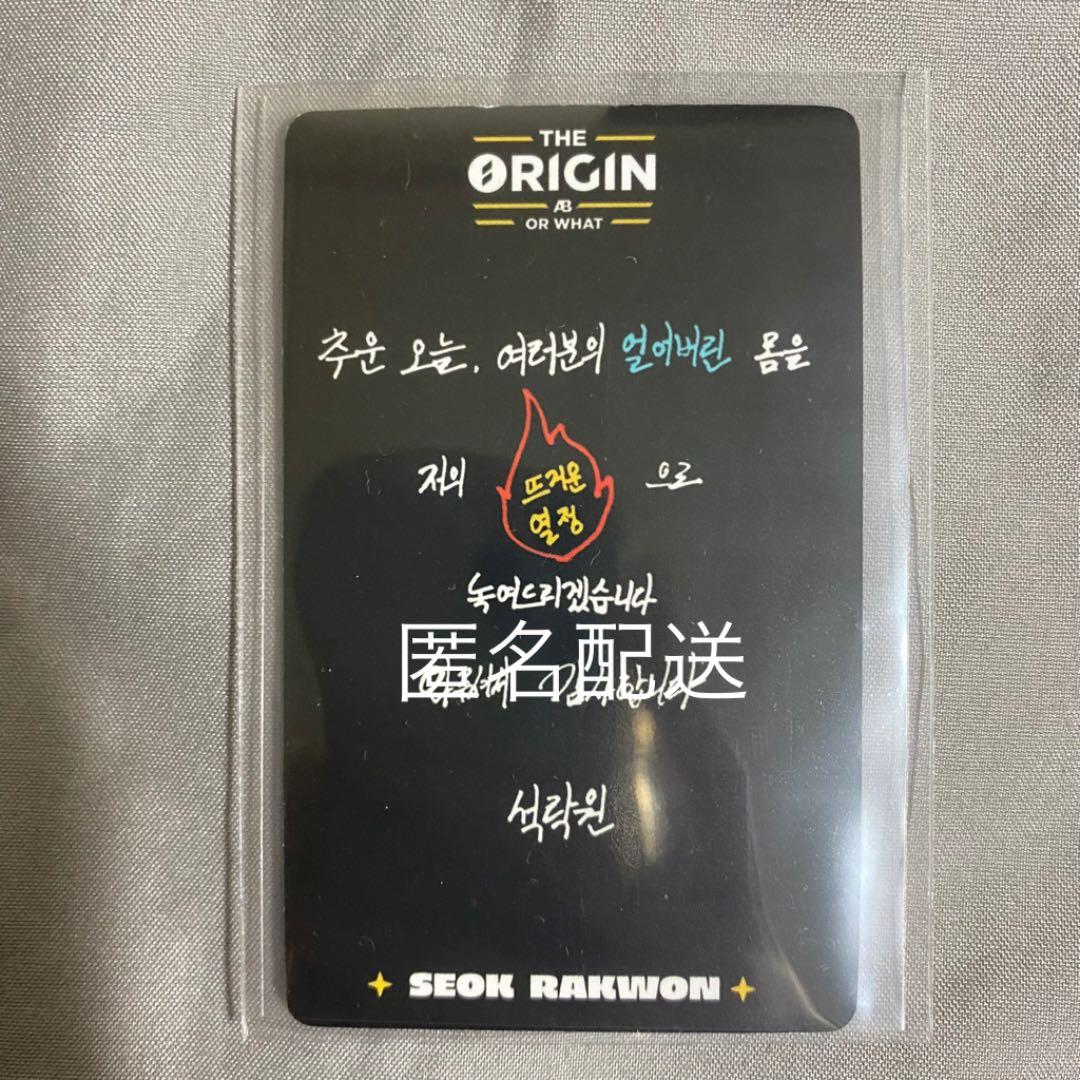 THE
ORIGIN
AB
OR WHAT
추운 오늘, 여러분의 얼어버린 몸을
저의 뜨거운 으로
열정
녹여드리겠습니다
匿名配送
석락원
SEOK RAKWON